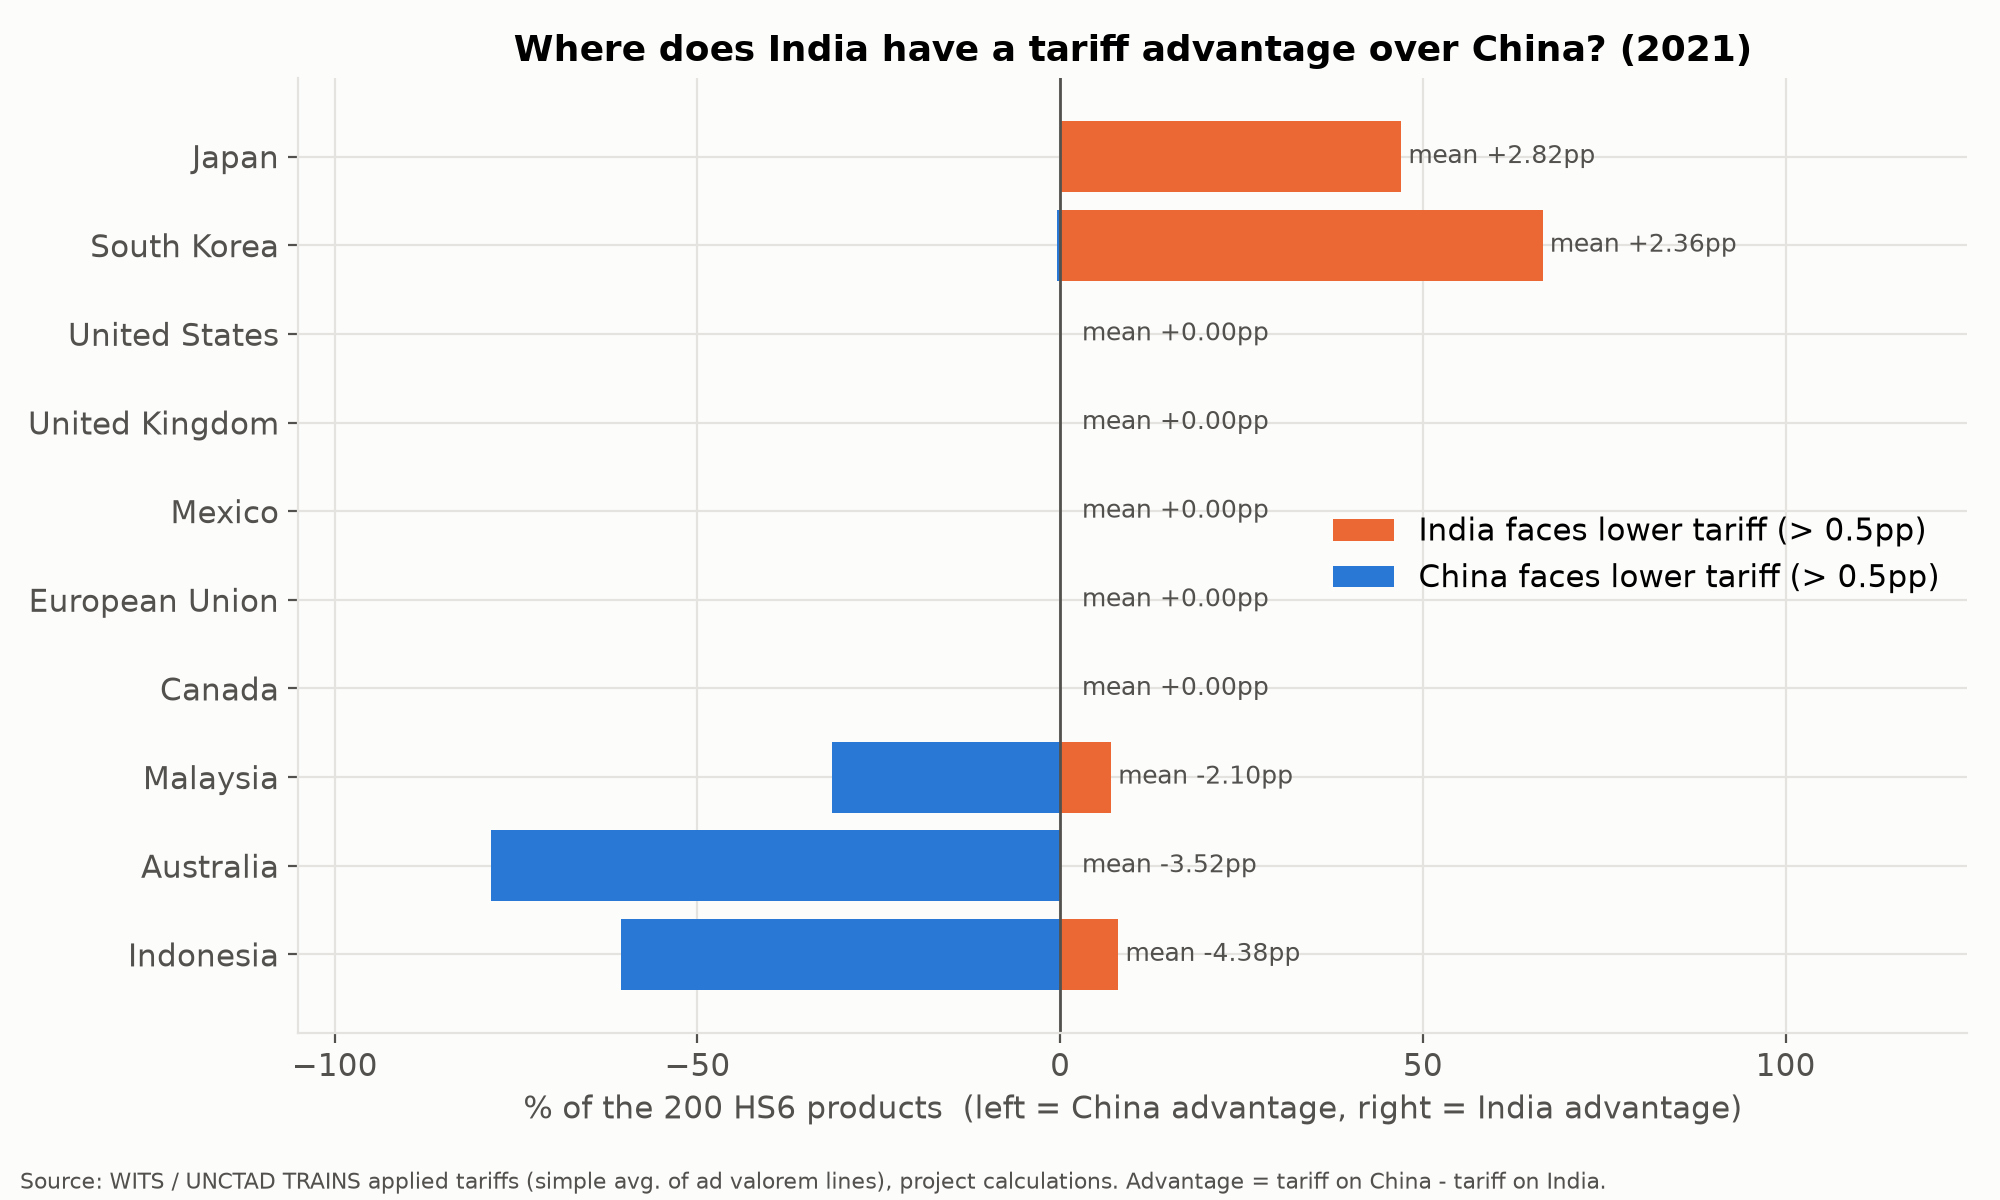 Where does India have a tariff advantage over China? (2021)
Japan
mean +2.82pp
South Korea
mean +2.36pp
United States
mean +0.00pp
United Kingdom
mean +0.00pp
Mexico
mean +0.00pp
India faces lower tariff (> 0.5pp)
China faces lower tariff (> 0.5pp)
European Union
mean +0.00pp
Canada
mean +0.00pp
Malaysia
mean -2.10pp
Australia
mean -3.52pp
Indonesia
mean -4.38pp
−100 −50 0 50 100
% of the 200 HS6 products  (left = China advantage, right = India advantage)
Source: WITS / UNCTAD TRAINS applied tariffs (simple avg. of ad valorem lines), project calculations. Advantage = tariff on China - tariff on India.